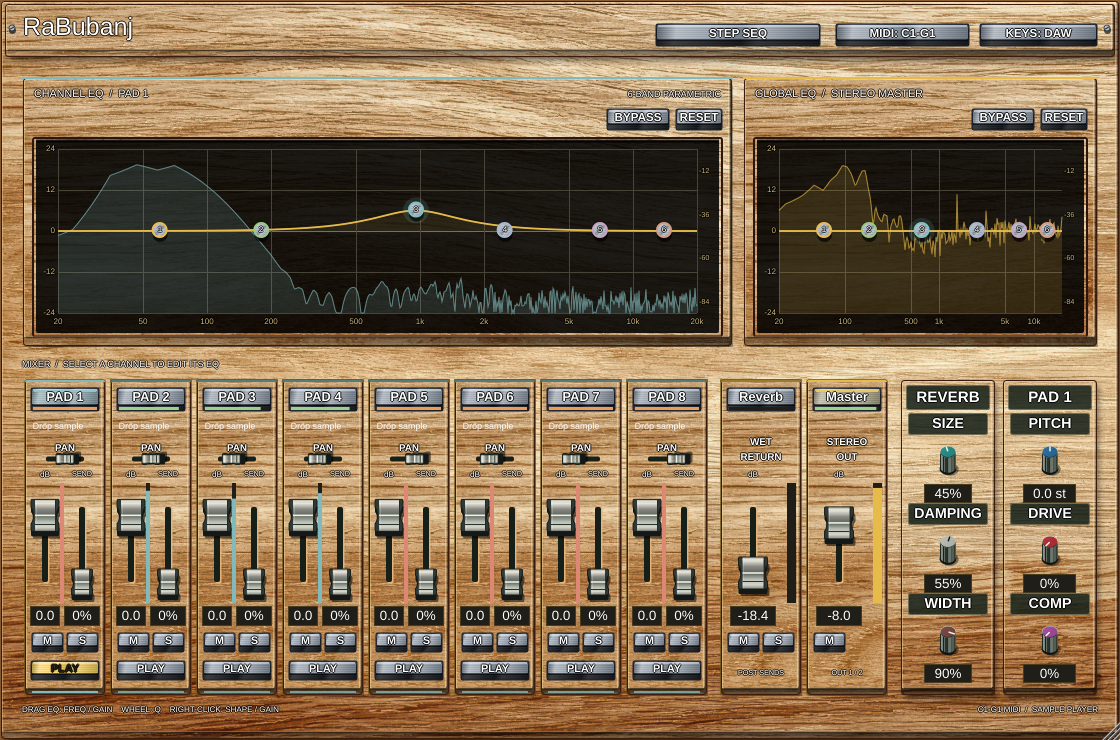 RaBubanj
STEP SEQ
MIDI: C1-G1
KEYS: DAW
CHANNEL EQ / PAD 1
6-BAND PARAMETRIC
BYPASS
RESET
24
12
0
-12
-24
-12
-36
-60
-84
20
50
100
200
500
1k
2k
5k
10k
20k
1
2
3
4
5
6
GLOBAL EQ / STEREO MASTER
BYPASS
RESET
24
12
0
-12
-24
-12
-36
-60
-84
20
100
500
1k
5k
10k
1
2
3
4
5
6
MIXER / SELECT A CHANNEL TO EDIT ITS EQ
PAD 1
Drop sample
PAN
dB
SEND
0.0
0%
M
S
PLAY
PAD 2
Drop sample
PAN
dB
SEND
0.0
0%
M
S
PLAY
PAD 3
Drop sample
PAN
dB
SEND
0.0
0%
M
S
PLAY
PAD 4
Drop sample
PAN
dB
SEND
0.0
0%
M
S
PLAY
PAD 5
Drop sample
PAN
dB
SEND
0.0
0%
M
S
PLAY
PAD 6
Drop sample
PAN
dB
SEND
0.0
0%
M
S
PLAY
PAD 7
Drop sample
PAN
dB
SEND
0.0
0%
M
S
PLAY
PAD 8
Drop sample
PAN
dB
SEND
0.0
0%
M
S
PLAY
Reverb
WET
RETURN
dB
-18.4
M
S
POST SENDS
Master
STEREO
OUT
dB
-8.0
M
OUT 1 / 2
REVERB
SIZE
45%
DAMPING
55%
WIDTH
90%
PAD 1
PITCH
0.0 st
DRIVE
0%
COMP
0%
DRAG EQ: FREQ / GAIN WHEEL: Q RIGHT-CLICK: SHAPE / GAIN
C1-G1 MIDI / SAMPLE PLAYER